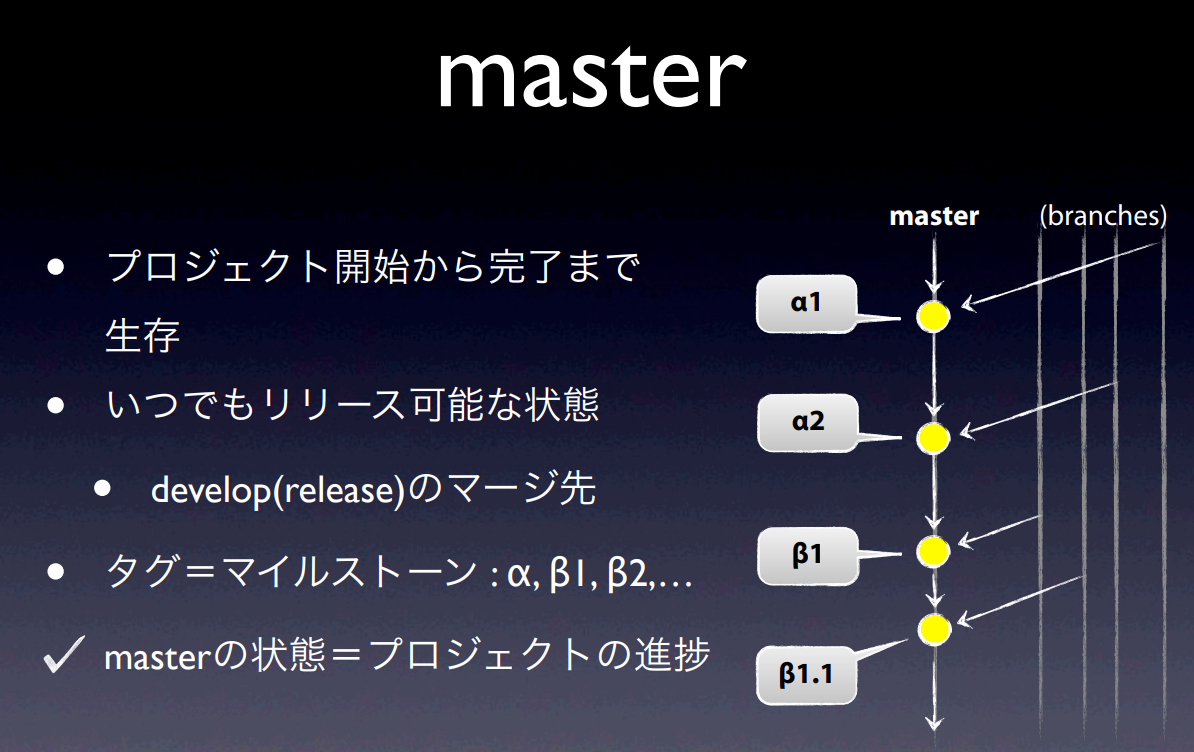 master
プロジェクト開始から完了まで
生存
いつでもリリース可能な状態
develop(release)のマージ先
タグ＝マイルストーン : α, β1, β2,…
masterの状態＝プロジェクトの進捗
master
(branches)
α1
α2
β1
β1.1